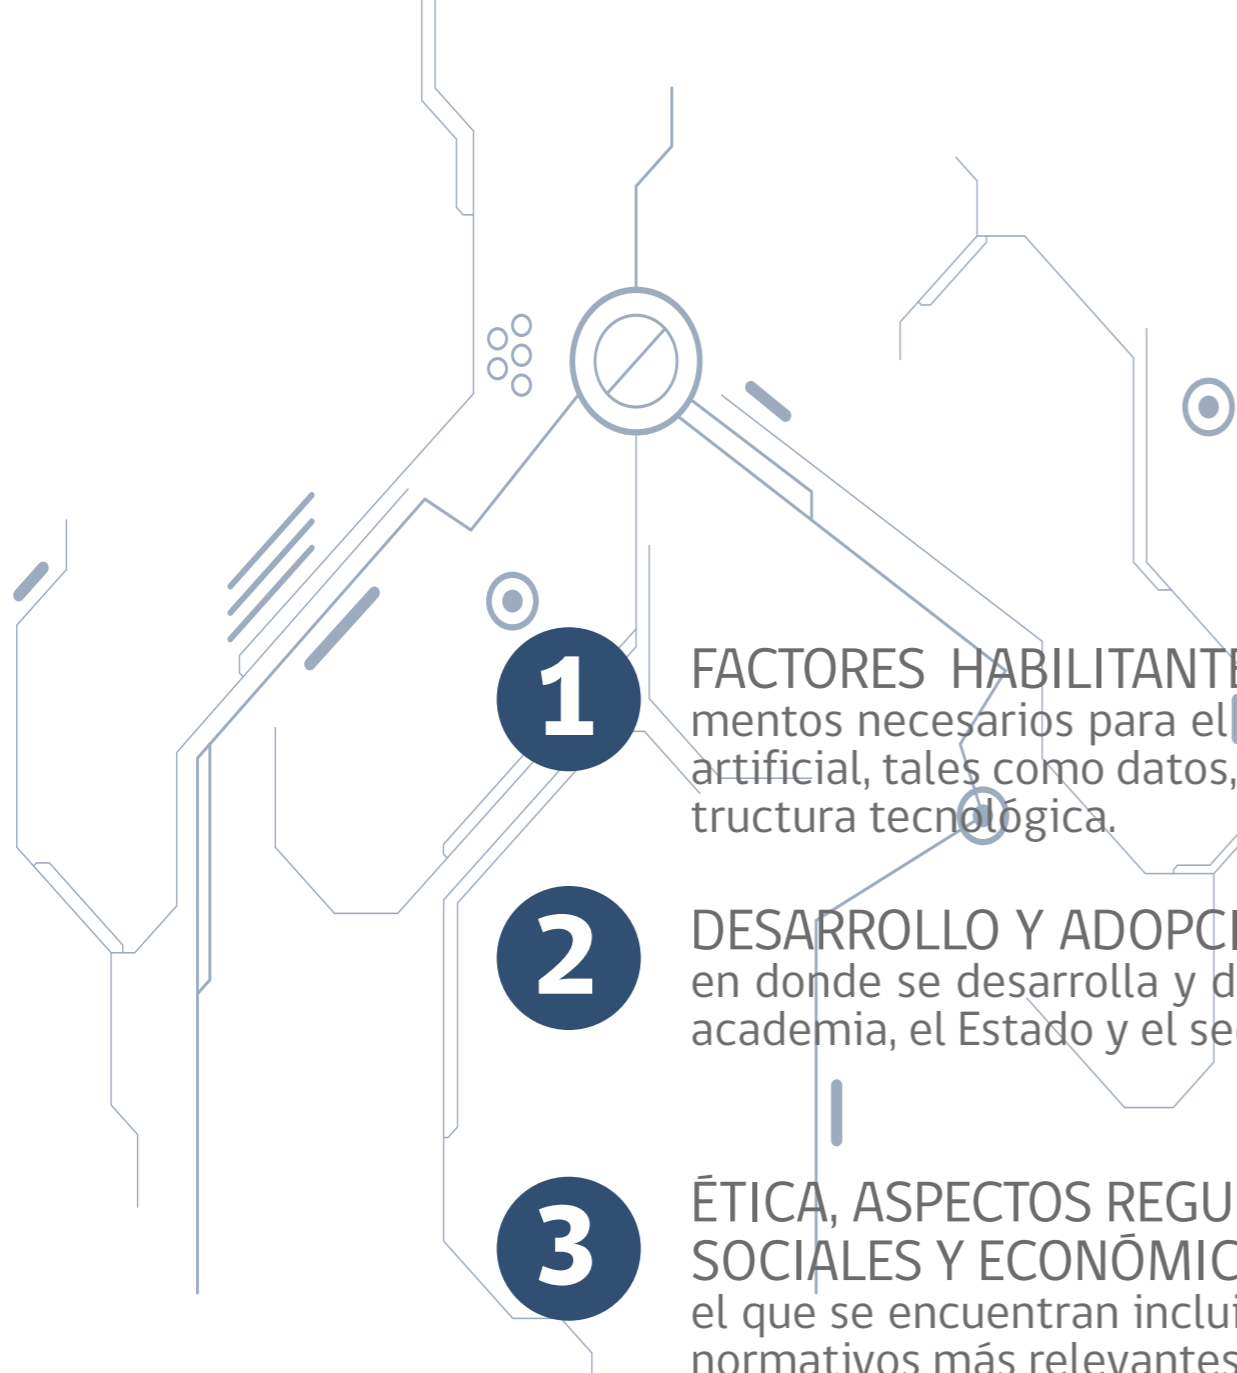 1
FACTORES HABILITANTE
mentos necesarios para el
artificial, tales como datos,
tructura tecnológica.
2
DESARROLLO Y ADOPCI
en donde se desarrolla y d
academia, el Estado y el se
3
ÉTICA, ASPECTOS REGU
SOCIALES Y ECONÓMIC
el que se encuentran inclui
normativos más relevantes